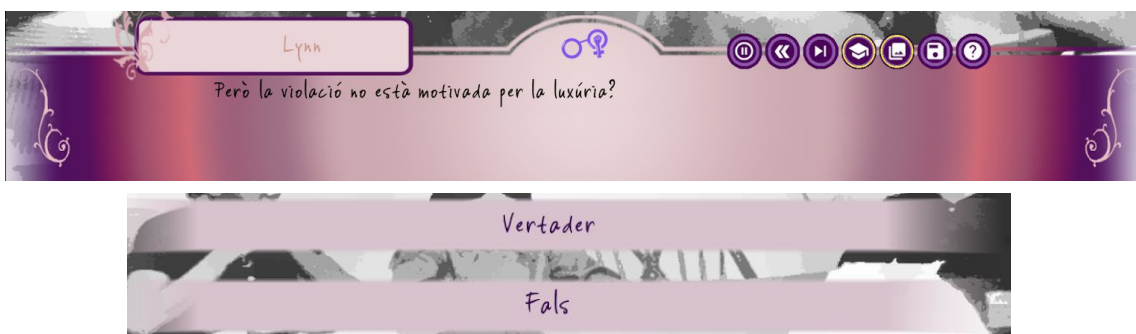 Lynn
Però la violació no està motivada per la luxúria?
Vertader
Fals